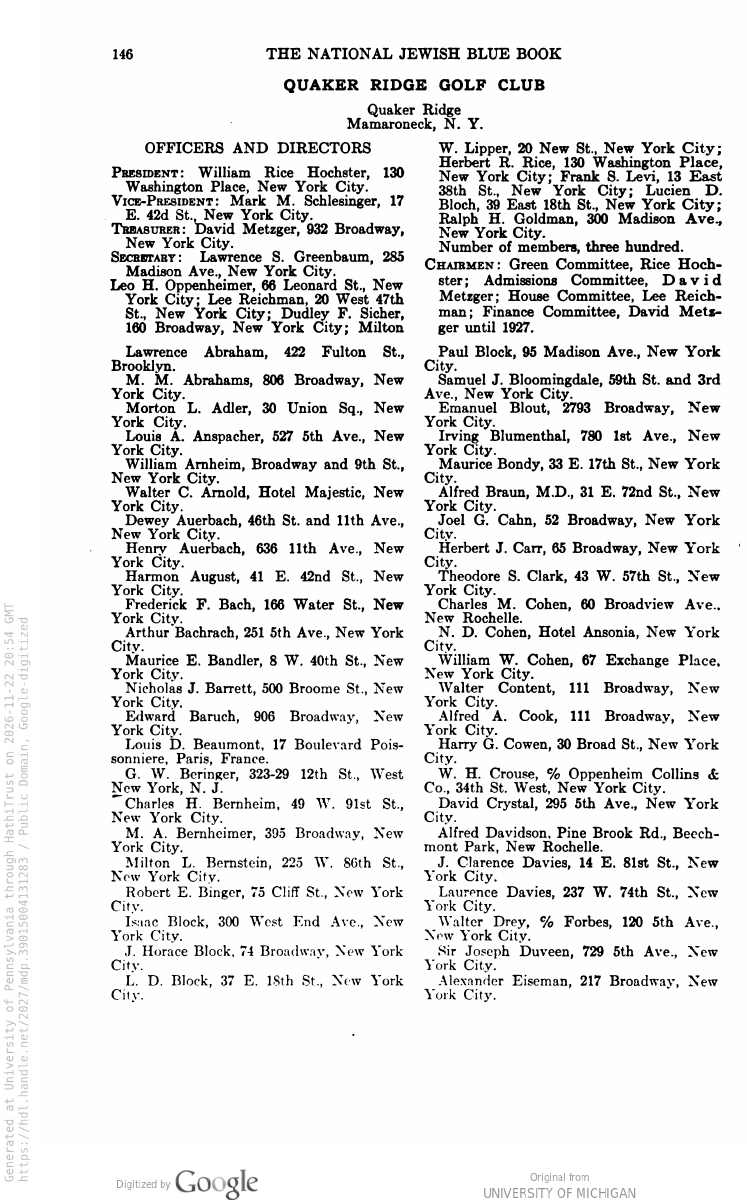 146
THE NATIONAL JEWISH BLUE BOOK
QUAKER RIDGE GOLF CLUB
Quaker Ridge
Mamaroneck, N. Y.
OFFICERS AND DIRECTORS
PRESIDENT: William Rice Hochster, 130
Washington Place, New York City.
VICE-PRESIDENT: Mark M. Schlesinger, 17
E. 42d St., New York City.
TREASURER: David Metzger, 932 Broadway,
New York City.
SECRETARY: Lawrence S. Greenbaum, 285
Madison Ave., New York City.
Leo H. Oppenheimer, 66 Leonard St., New
York City; Lee Reichman, 20 West 47th
St., New York City; Dudley F. Sicher,
160 Broadway, New York City; Milton
W. Lipper, 20 New St., New York City;
Herbert R. Rice, 130 Washington Place,
New York City; Frank S. Levi, 13 East
38th St., New York City; Lucien D.
Bloch, 39 East 18th St., New York City;
Ralph H. Goldman, 300 Madison Ave.,
New York City.
Number of members, three hundred.
CHAIRMEN: Green Committee, Rice Hoch-
ster; Admissions Committee, David
Metzger; House Committee, Lee Reich-
man; Finance Committee, David Metz-
ger until 1927.
Lawrence Abraham, 422 Fulton St.,
Brooklyn.
M. M. Abrahams, 806 Broadway, New
York City.
Morton L. Adler, 30 Union Sq., New
York City.
Louis A. Anspacher, 527 5th Ave., New
York City.
William Arnheim, Broadway and 9th St.,
New York City.
Walter C. Arnold, Hotel Majestic, New
York City.
Dewey Auerbach, 46th St. and 11th Ave.,
New York City.
Henry Auerbach, 636 11th Ave., New
York City.
Harmon August, 41 E. 42nd St., New
York City.
Frederick F. Bach, 166 Water St., New
York City.
Arthur Bachrach, 251 5th Ave., New York
City.
Maurice E. Bandler, 8 W. 40th St., New
York City.
Nicholas J. Barrett, 500 Broome St., New
York City.
Edward Baruch, 906 Broadway, New
York City.
Louis D. Beaumont, 17 Boulevard Pois-
sonniere, Paris, France.
G. W. Beringer, 323-29 12th St., West
New York, N. J.
Charles H. Bernheim, 49 W. 91st St.,
New York City.
M. A. Bernheimer, 395 Broadway, New
York City.
Milton L. Bernstein, 225 W. 86th St.,
New York City.
Robert E. Binger, 75 Cliff St., New York
City.
Isaac Block, 300 West End Ave., New
York City.
J. Horace Block, 74 Broadway, New York
City.
L. D. Block, 37 E. 18th St., New York
City.
Paul Block, 95 Madison Ave., New York
City.
Samuel J. Bloomingdale, 59th St. and 3rd
Ave., New York City.
Emanuel Blout, 2793 Broadway, New
York City.
Irving Blumenthal, 780 1st Ave., New
York City.
Maurice Bondy, 33 E. 17th St., New York
City.
Alfred Braun, M.D., 31 E. 72nd St., New
York City.
Joel G. Cahn, 52 Broadway, New York
City.
Herbert J. Carr, 65 Broadway, New York
City.
Theodore S. Clark, 43 W. 57th St., New
York City.
Charles M. Cohen, 60 Broadview Ave.,
New Rochelle.
N. D. Cohen, Hotel Ansonia, New York
City.
William W. Cohen, 67 Exchange Place,
New York City.
Walter Content, 111 Broadway, New
York City.
Alfred A. Cook, 111 Broadway, New
York City.
Harry G. Cowen, 30 Broad St., New York
City.
W. H. Crouse, % Oppenheim Collins &
Co., 34th St. West, New York City.
David Crystal, 295 5th Ave., New York
City.
Alfred Davidson, Pine Brook Rd., Beech-
mont Park, New Rochelle.
J. Clarence Davies, 14 E. 81st St., New
York City.
Laurence Davies, 237 W. 74th St., New
York City.
Walter Drey, % Forbes, 120 5th Ave.,
New York City.
Sir Joseph Duveen, 729 5th Ave., New
York City.
Alexander Eiseman, 217 Broadway, New
York City.
Generated at University of Pennsylvania through HathiTrust on 2026-11-22 20:54 GMT
https://hdl.handle.net/2027/mdp.39015004131283 / Public Domain, Google-digitized
Digitized by Google
Original from
UNIVERSITY OF MICHIGAN